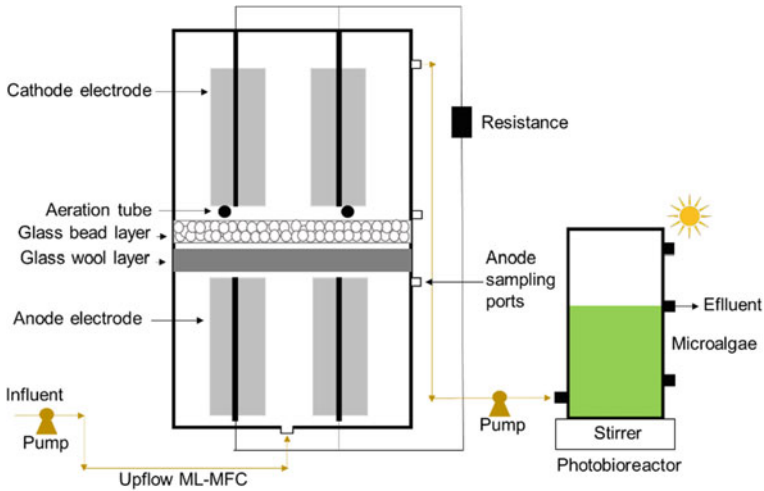 Cathode electrode
Resistance
Aeration tube
Glass bead layer
Glass wool layer
Anode
sampling
ports
Anode electrode
Eflluent
Microalgae
Influent
Pump
Pump
Stirrer
Photobioreactor
Upflow ML-MFC